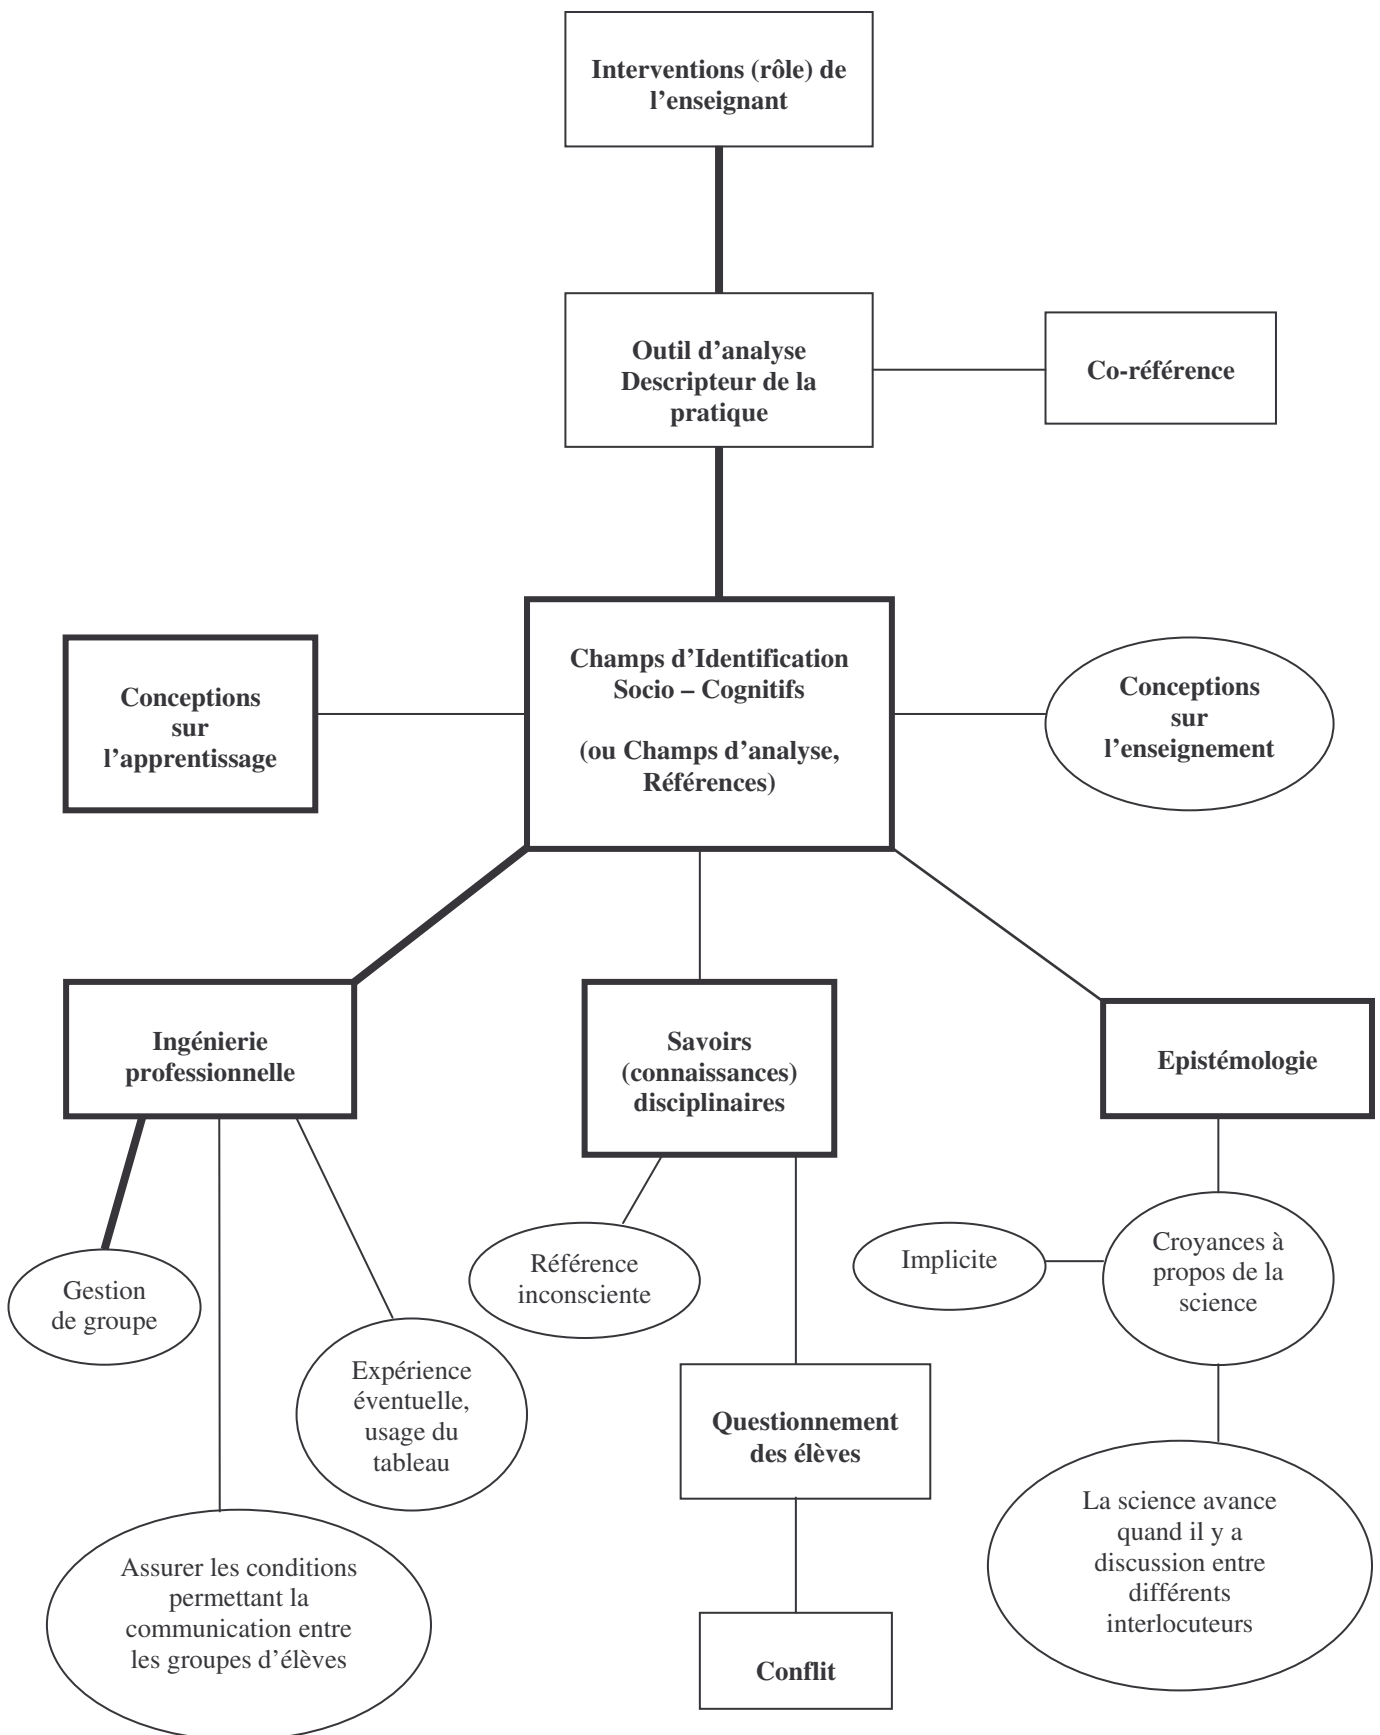 Interventions (rôle) de
l’enseignant
Outil d’analyse
Descripteur de la
pratique
Co-référence
Champs d’Identification
Socio – Cognitifs
(ou Champs d’analyse,
Références)
Conceptions
sur
l’apprentissage
Conceptions
sur
l’enseignement
Ingénierie
professionnelle
Savoirs
(connaissances)
disciplinaires
Epistémologie
Gestion
de groupe
Expérience
éventuelle,
usage du
tableau
Assurer les conditions
permettant la
communication entre
les groupes d’élèves
Référence
inconsciente
Questionnement
des élèves
Conflit
Implicite
Croyances à
propos de la
science
La science avance
quand il y a
discussion entre
différents
interlocuteurs